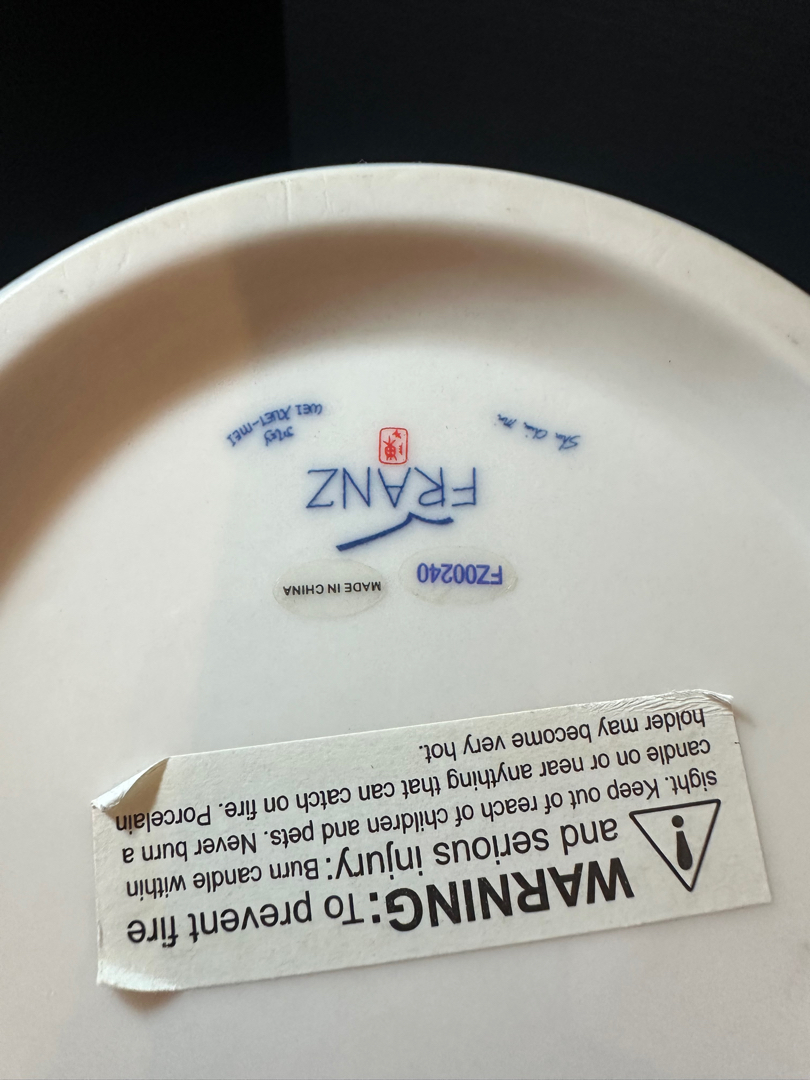 WARNING: To prevent fire
and serious injury: Burn candle within
sight. Keep out of reach of children and pets. Never burn a
candle on or near anything that can catch on fire. Porcelain
holder may become very hot.
FZ00240
MADE IN CHINA
FRANZ
WEI XUEI-MEI